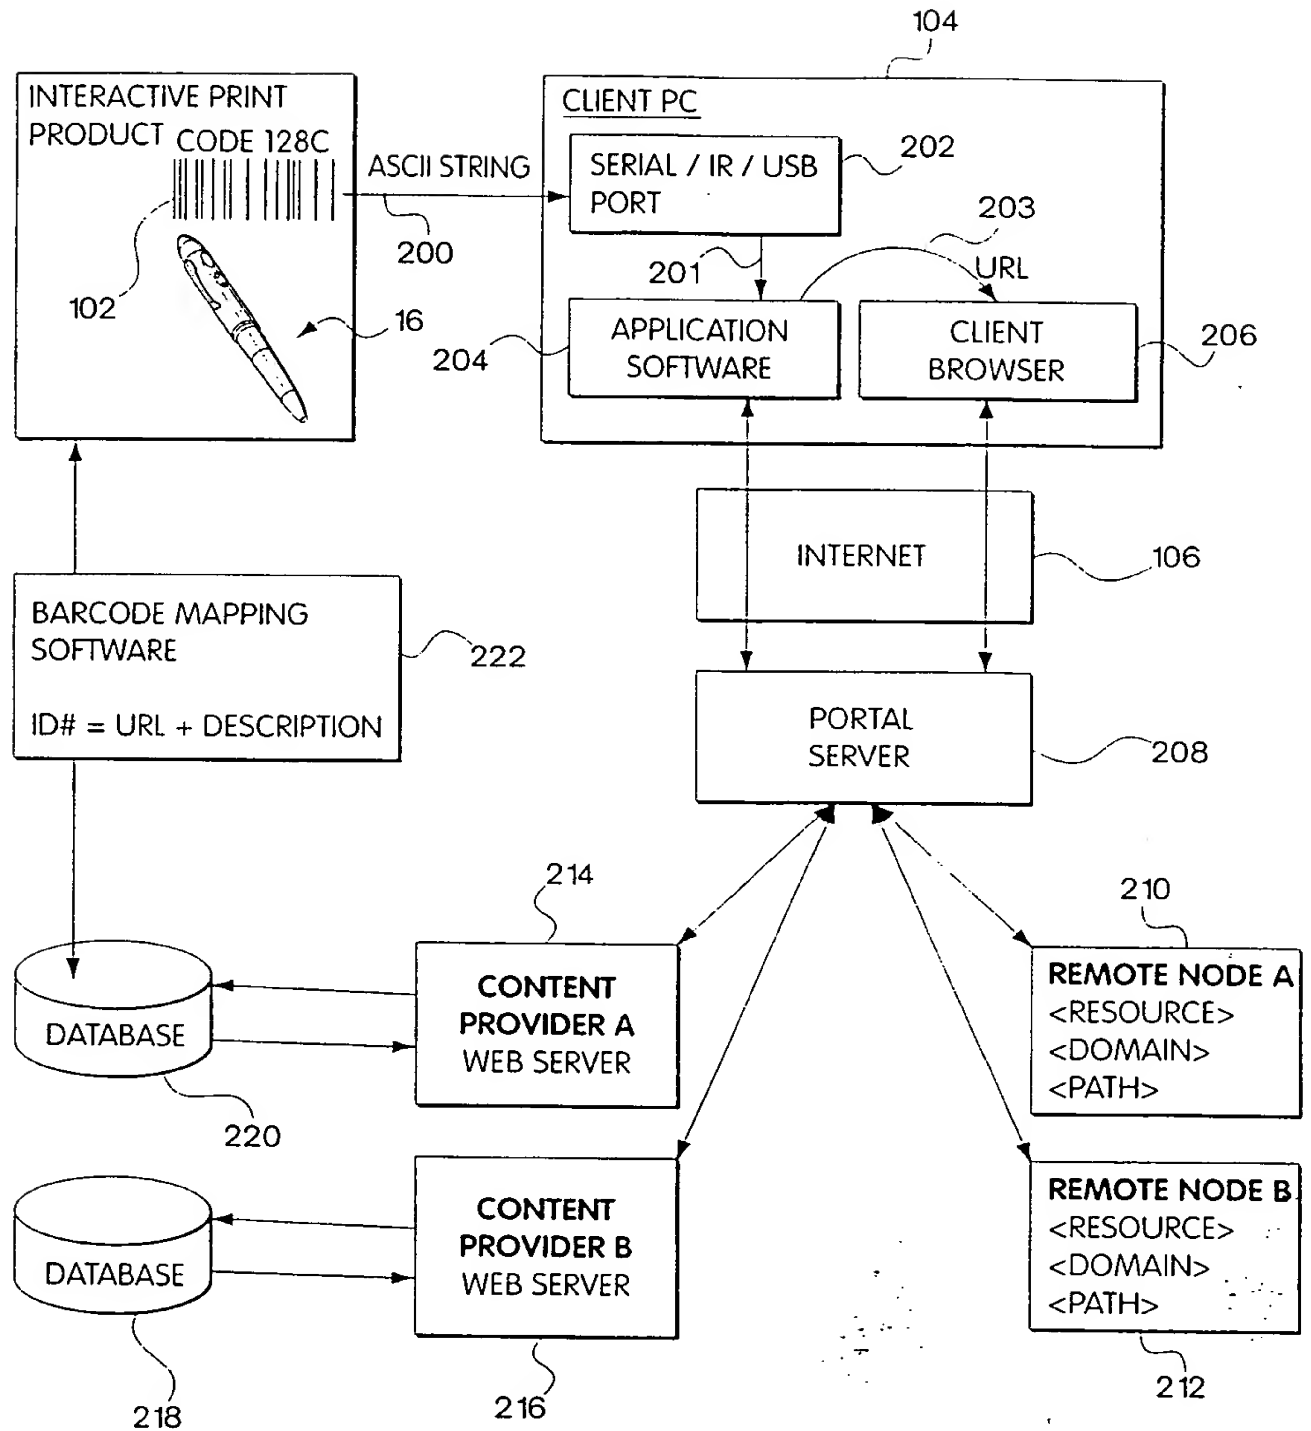 104
INTERACTIVE PRINT
PRODUCT
CODE 128C
102
16
ASCII STRING
200
CLIENT PC
SERIAL / IR / USB
PORT
202
201
203
URL
APPLICATION
SOFTWARE
204
CLIENT
BROWSER
206
INTERNET
106
BARCODE MAPPING
SOFTWARE
ID# = URL + DESCRIPTION
222
PORTAL
SERVER
208
214
210
DATABASE
220
CONTENT
PROVIDER A
WEB SERVER
REMOTE NODE A
<RESOURCE>
<DOMAIN>
<PATH>
DATABASE
218
CONTENT
PROVIDER B
WEB SERVER
216
REMOTE NODE B
<RESOURCE>
<DOMAIN>
<PATH>
212